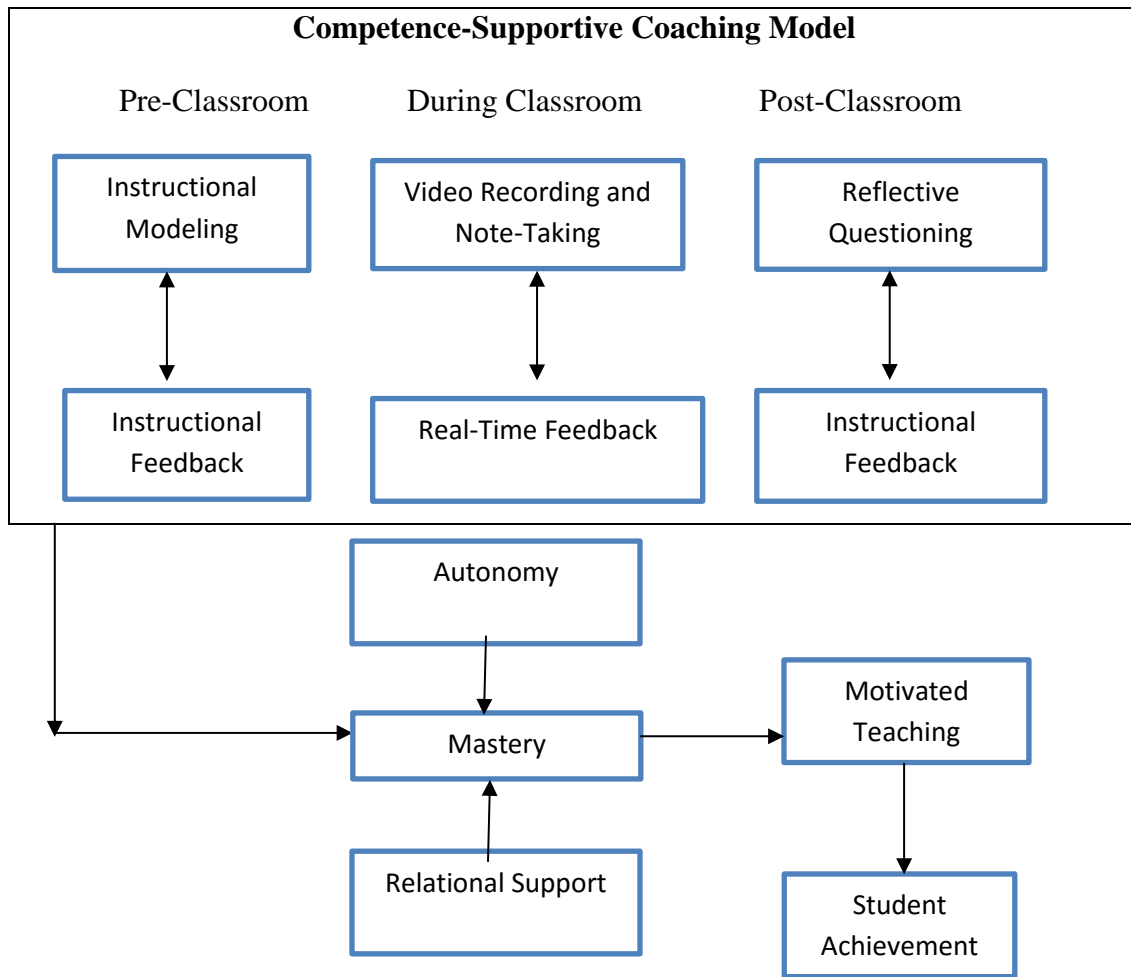 Competence-Supportive Coaching Model
Pre-Classroom
During Classroom
Post-Classroom
Instructional
Modeling
Video Recording and
Note-Taking
Reflective
Questioning
Instructional
Feedback
Real-Time Feedback
Instructional
Feedback
Autonomy
Mastery
Motivated
Teaching
Relational Support
Student
Achievement